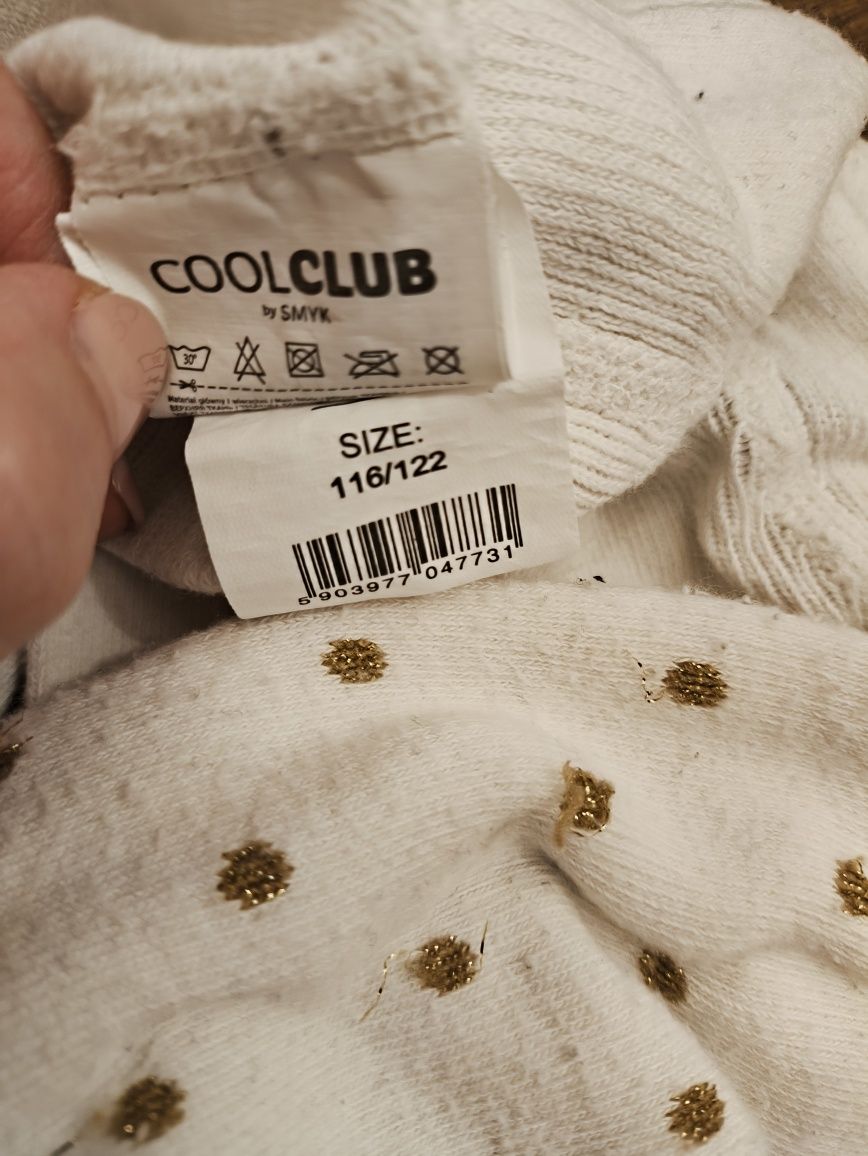 COOLCLUB
by SMYK
30°
SIZE:
116/122
5 903977 047731